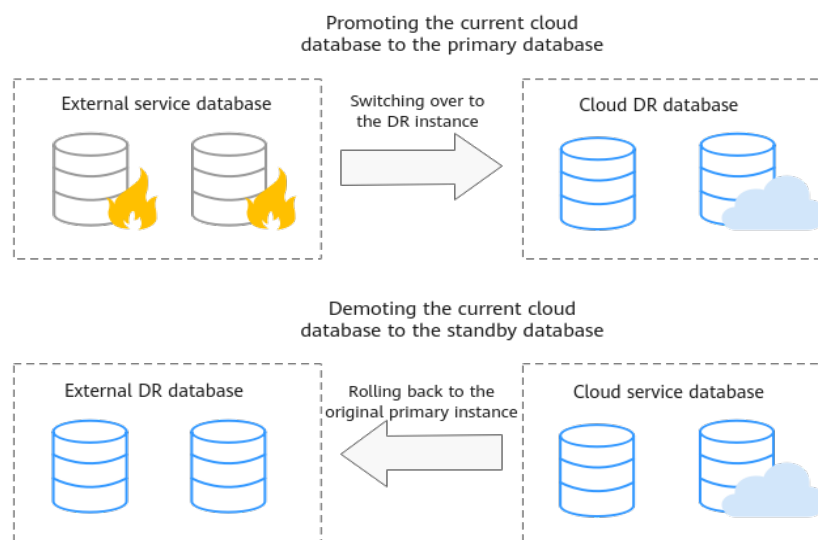 Promoting the current cloud
database to the primary database
External service database
Switching over to
the DR instance
Cloud DR database
Demoting the current cloud
database to the standby database
External DR database
Rolling back to the
original primary instance
Cloud service database